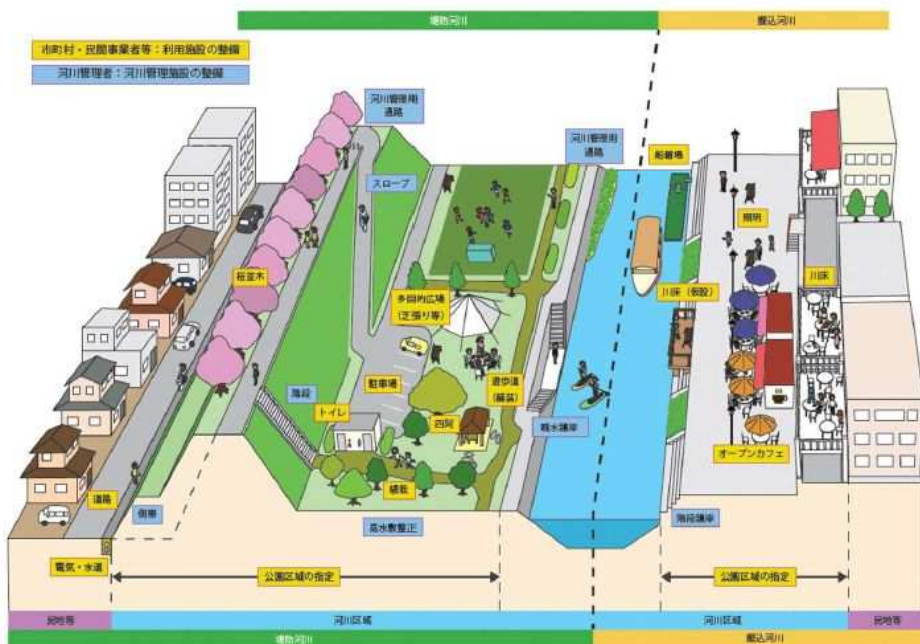 堤防河川
掘込河川
市町村・民間事業者等：利用施設の整備
河川管理者：河川管理施設の整備
河川管理用
通路
河川管理用
通路
船着場
スロープ
照明
桜並木
川床
川床（仮設）
多目的広場
（芝張り等）
階段
駐車場
遊歩道
（舗装）
トイレ
四阿
親水護岸
オープンカフェ
植栽
道路
側帯
高水敷整正
階段護岸
電気・水道
公園区域の指定
公園区域の指定
民地等
河川区域
河川区域
民地等
堤防河川
掘込河川